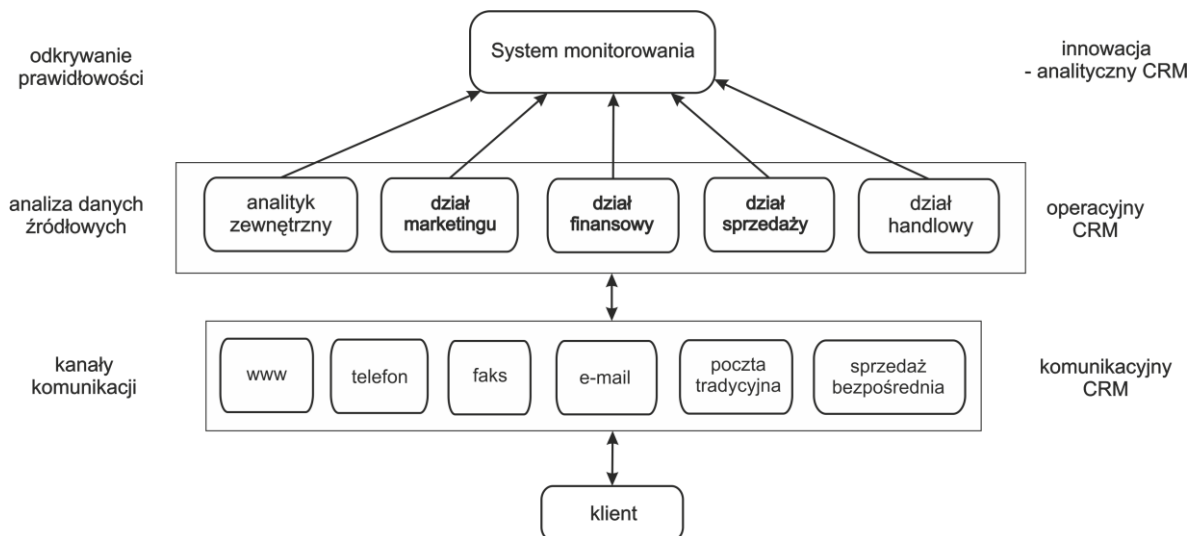 System monitorowania
odkrywanie
prawidłowości
innowacja
- analityczny CRM
analiza danych
źródłowych
analityk
zewnętrzny
dział
marketingu
dział
finansowy
dział
sprzedaży
dział
handlowy
operacyjny
CRM
kanały
komunikacji
www
telefon
faks
e-mail
poczta
tradycyjna
sprzedaż
bezpośrednia
komunikacyjny
CRM
klient